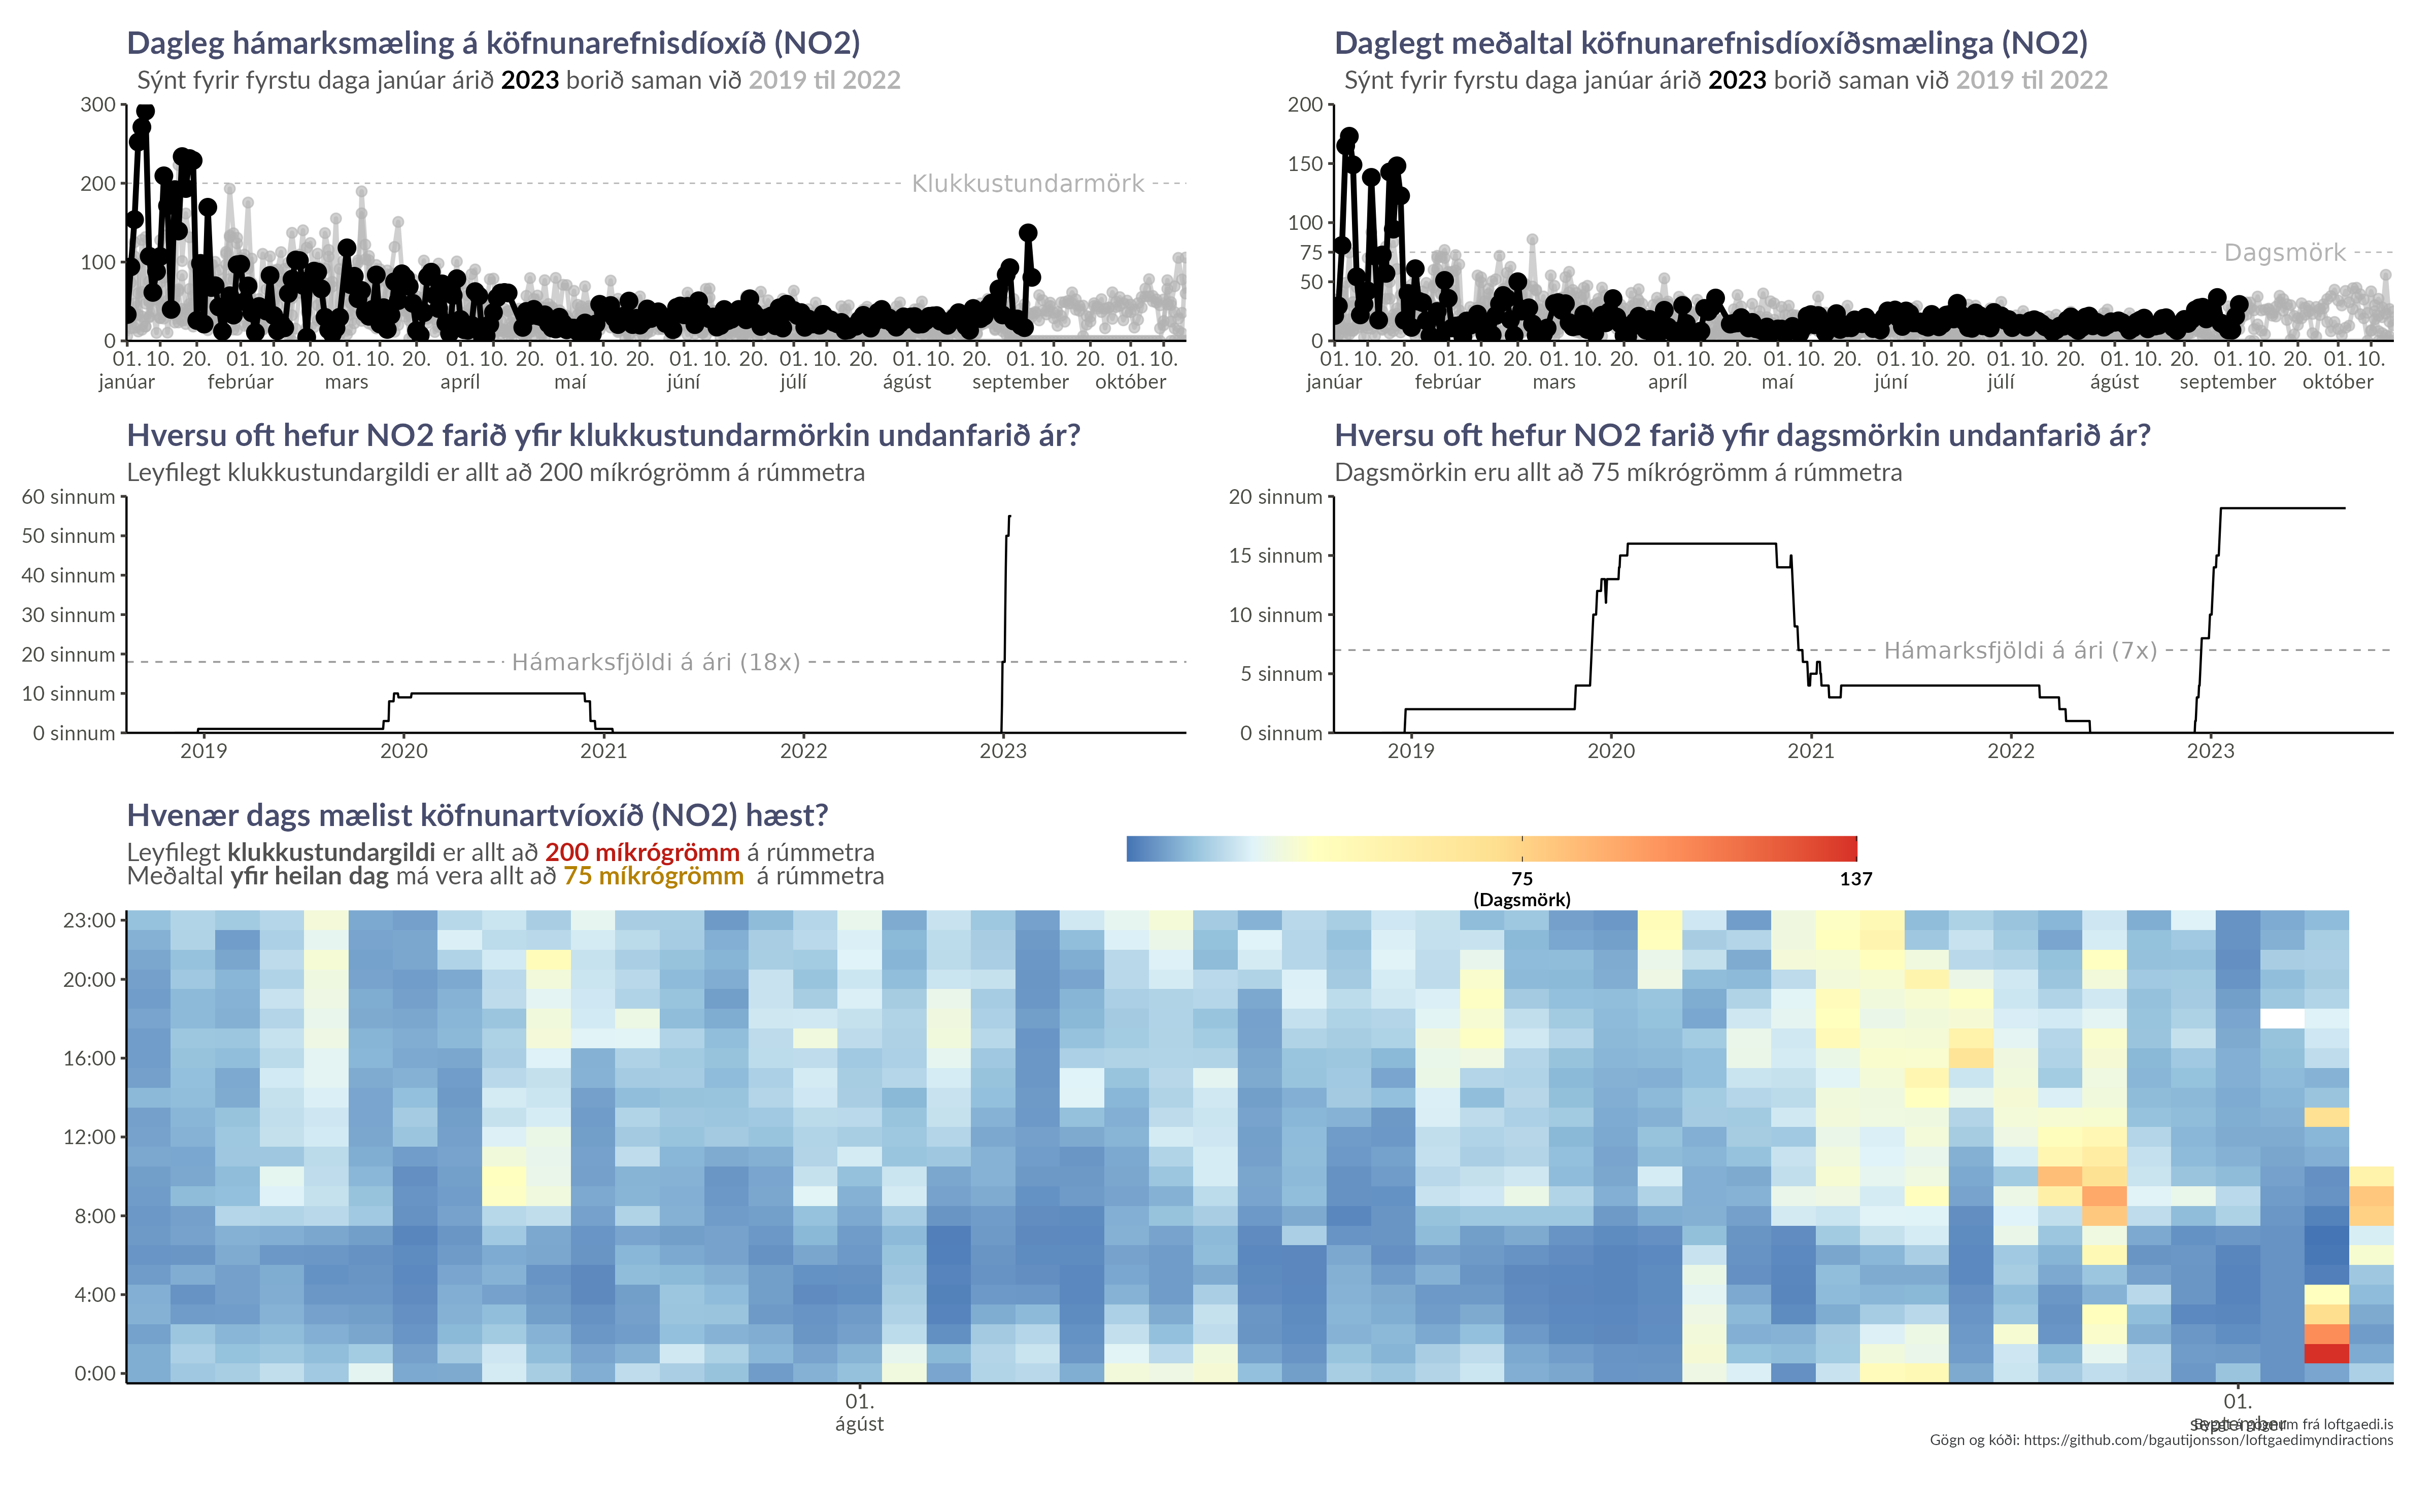 Dagleg hámarksmæling á köfnunarefnisdíoxíð (NO2)
Sýnt fyrir fyrstu daga janúar árið 2023 borið saman við 2019 til 2022
300
200
100
0
Klukkustundarmörk
01. 10. 20. 01. 10. 20. 01. 10. 20. 01. 10. 20. 01. 10. 20. 01. 10. 20. 01. 10. 20. 01. 10. 20. 01. 10. 20. 01. 10.
janúar febrúar mars apríl maí júní júlí ágúst september október
Daglegt meðaltal köfnunarefnisdíoxíðsmælinga (NO2)
Sýnt fyrir fyrstu daga janúar árið 2023 borið saman við 2019 til 2022
200
150
100
75
50
0
Dagsmörk
01. 10. 20. 01. 10. 20. 01. 10. 20. 01. 10. 20. 01. 10. 20. 01. 10. 20. 01. 10. 20. 01. 10. 20. 01. 10. 20. 01. 10.
janúar febrúar mars apríl maí júní júlí ágúst september október
Hversu oft hefur NO2 farið yfir klukkustundarmörkin undanfarið ár?
Leyfilegt klukkustundargildi er allt að 200 míkrógrömm á rúmmetra
60 sinnum
50 sinnum
40 sinnum
30 sinnum
20 sinnum
10 sinnum
0 sinnum
Hámarksfjöldi á ári (18x)
2019 2020 2021 2022 2023
Hversu oft hefur NO2 farið yfir dagsmörkin undanfarið ár?
Dagsmörkin eru allt að 75 míkrógrömm á rúmmetra
20 sinnum
15 sinnum
10 sinnum
5 sinnum
0 sinnum
Hámarksfjöldi á ári (7x)
2019 2020 2021 2022 2023
Hvenær dags mælist köfnunartvíoxíð (NO2) hæst?
Leyfilegt klukkustundargildi er allt að 200 míkrógrömm á rúmmetra
Meðaltal yfir heilan dag má vera allt að 75 míkrógrömm á rúmmetra
75 137
(Dagsmörk)
23:00
20:00
16:00
12:00
8:00
4:00
0:00
01. 01.
ágúst september
frá loftgaedi.is
Gögn og kóði: https://github.com/bgautijonsson/loftgaedimyndiractions